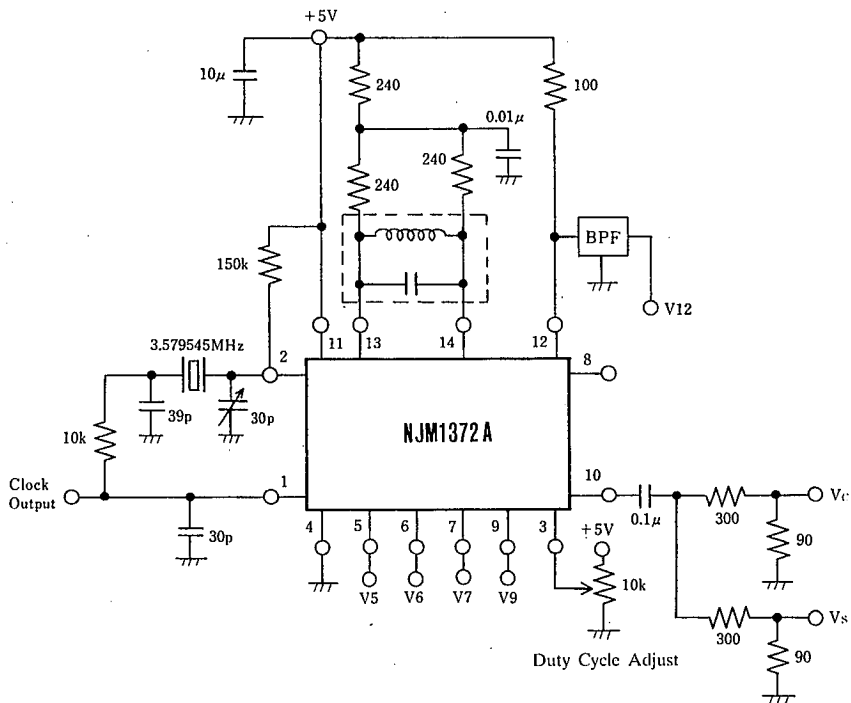 +5V
10μ
240
100
0.01μ
240
240
BPF
150k
V12
11
13
14
12
3.579545MHz
2
8
39p
30p
NJM1372A
10k
Clock
Output
1
10
VC
0.1μ
300
90
30p
4
5
6
7
9
3
+5V
10k
V5
V6
V7
V9
VS
300
90
Duty Cycle Adjust